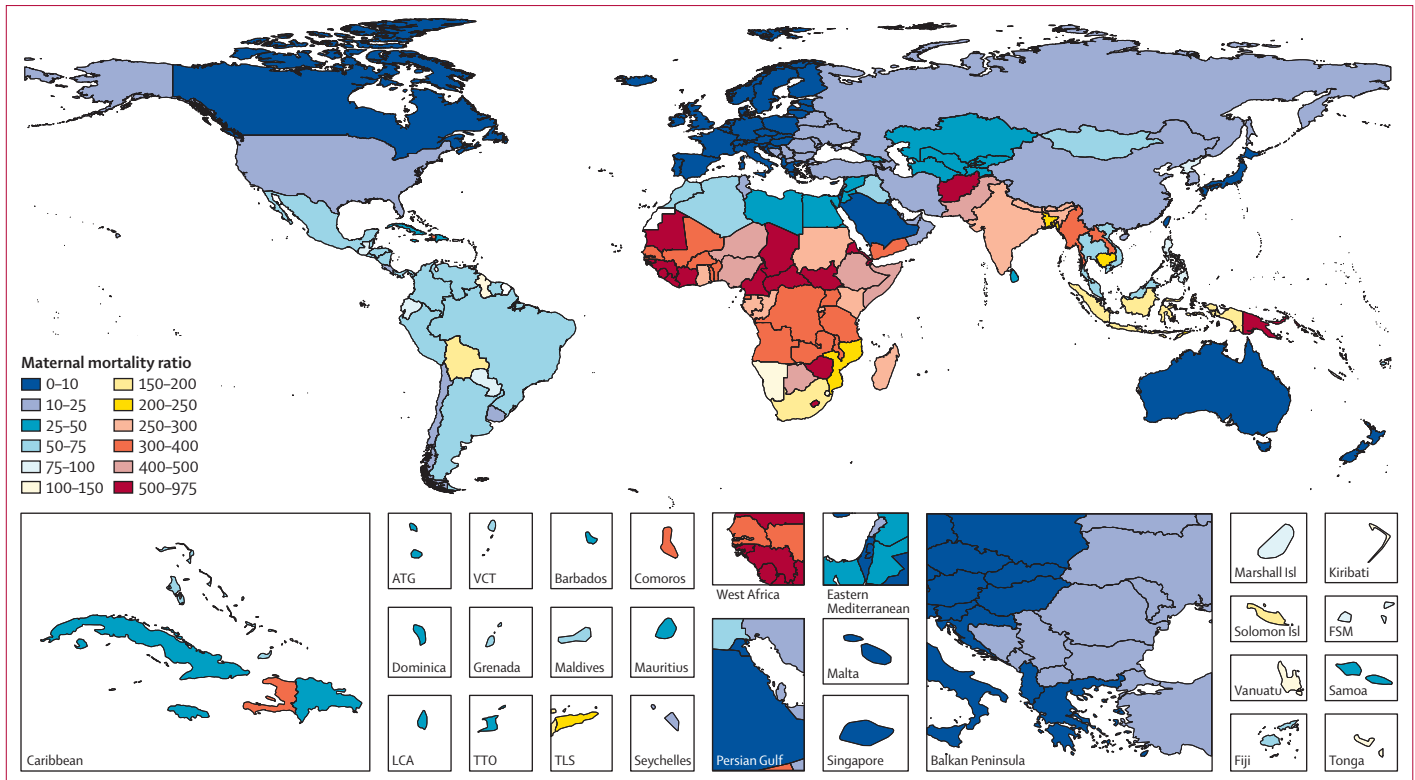 Maternal mortality ratio
0–10
10–25
25–50
50–75
75–100
100–150
150–200
200–250
250–300
300–400
400–500
500–975
Caribbean
ATG
VCT
Barbados
Comoros
West Africa
Eastern
Mediterranean
Dominica
Grenada
Maldives
Mauritius
Malta
LCA
TTO
TLS
Seychelles
Persian Gulf
Singapore
Balkan Peninsula
Marshall Isl
Kiribati
Solomon Isl
FSM
Vanuatu
Samoa
Fiji
Tonga